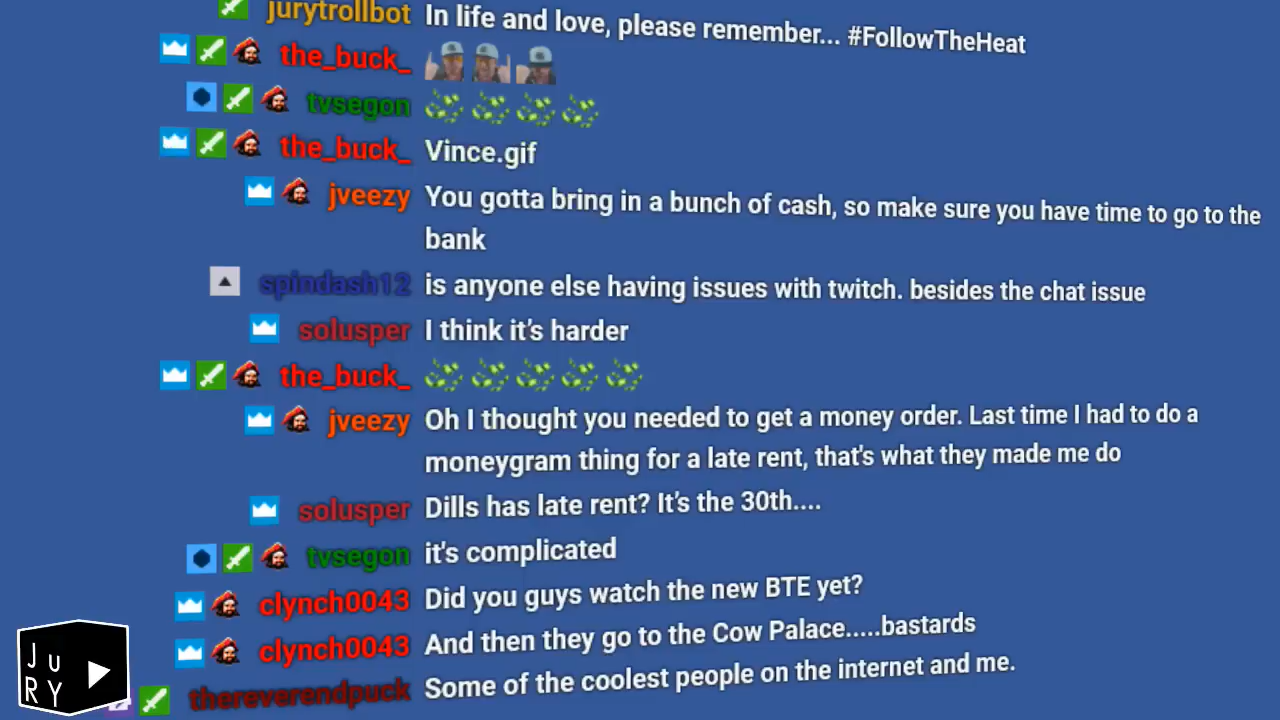 jurytrollbot In life and love, please remember... #FollowTheHeat
the_buck_
tvsegon
the_buck_ Vince.gif
jveezy You gotta bring in a bunch of cash, so make sure you have time to go to the
bank
spindash12 is anyone else having issues with twitch. besides the chat issue
solusper I think it's harder
the_buck_
jveezy Oh I thought you needed to get a money order. Last time I had to do a
moneygram thing for a late rent, that's what they made me do
solusper Dills has late rent? It's the 30th....
tvsegon it's complicated
clynch0043 Did you guys watch the new BTE yet?
clynch0043 And then they go to the Cow Palace.....bastards
thereverendpuck Some of the coolest people on the internet and me.
JU
RY